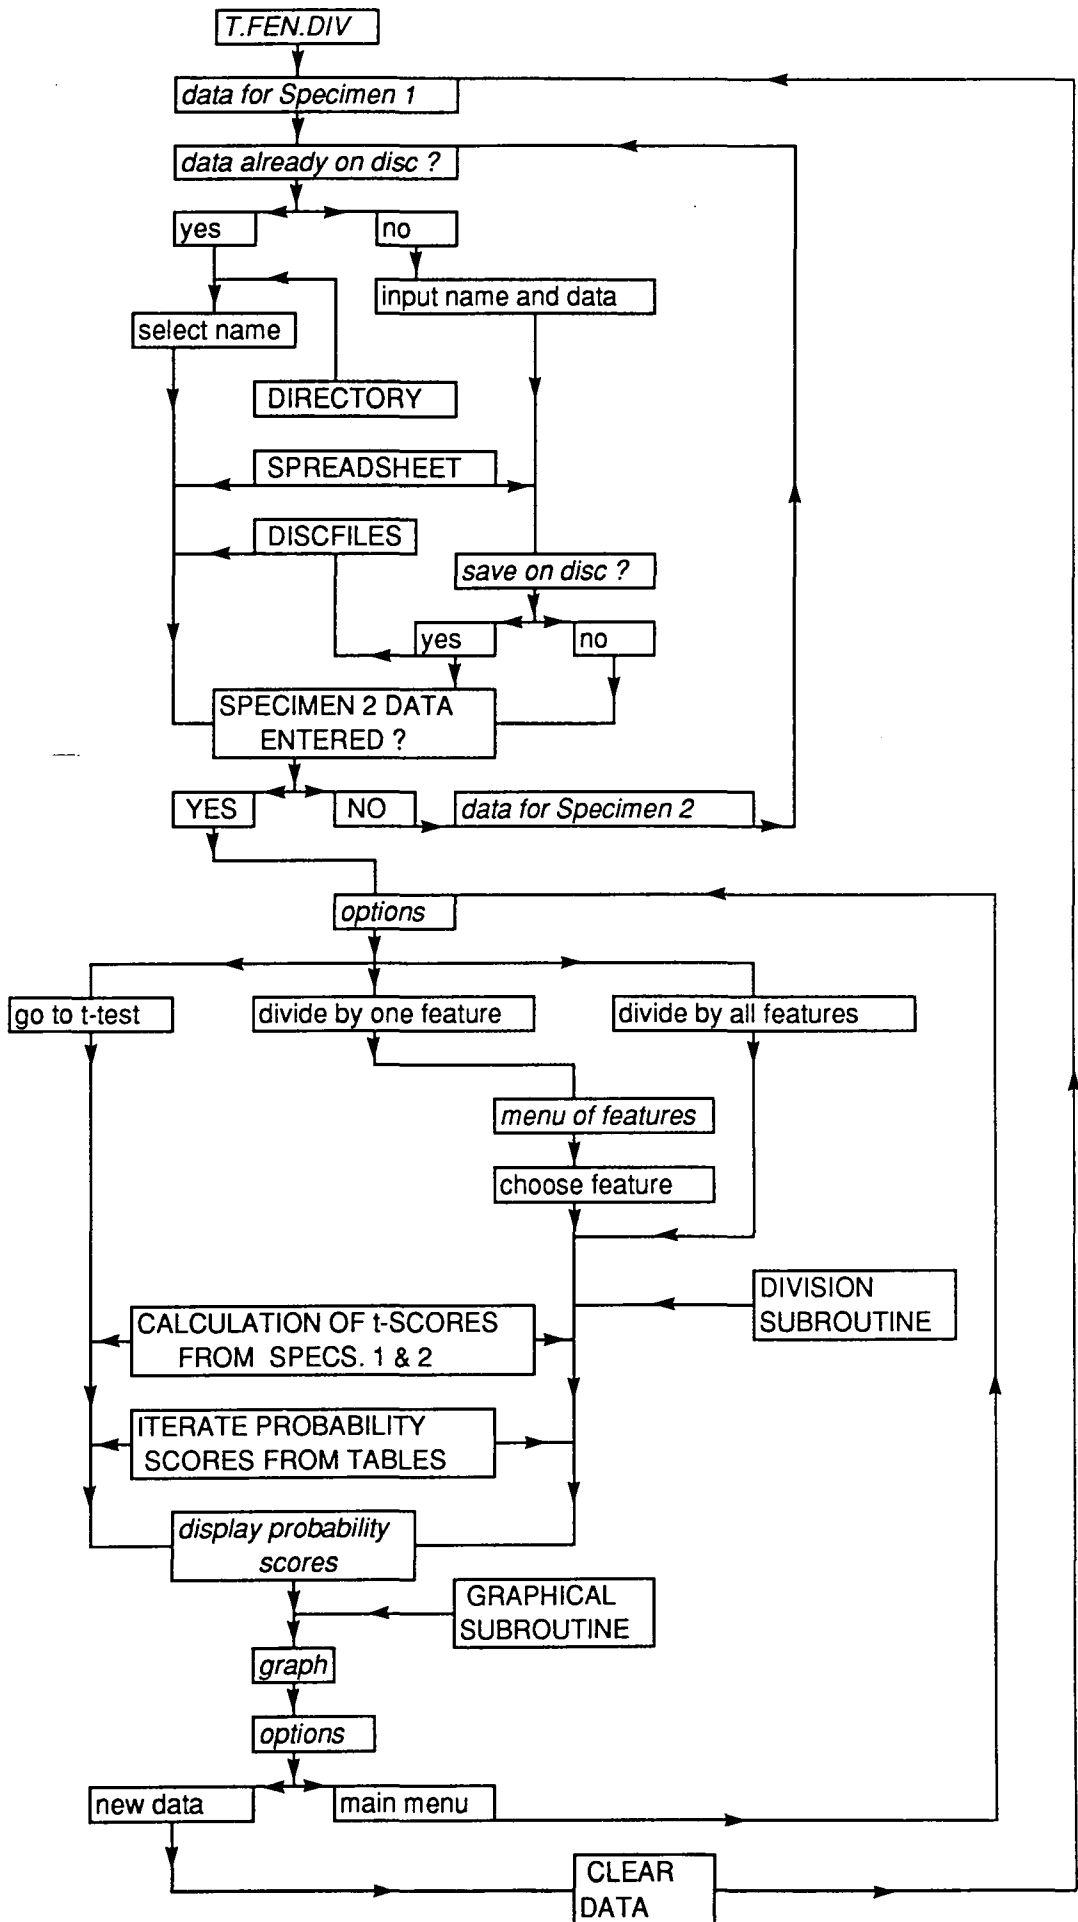 T.FEN.DIV
data for Specimen 1
data already on disc ?
yes
no
input name and data
select name
DIRECTORY
SPREADSHEET
DISCFILES
save on disc ?
yes
no
SPECIMEN 2 DATA
ENTERED ?
YES
NO
data for Specimen 2
options
go to t-test
divide by one feature
divide by all features
menu of features
choose feature
DIVISION
SUBROUTINE
CALCULATION OF t-SCORES
FROM SPECS. 1 & 2
ITERATE PROBABILITY
SCORES FROM TABLES
display probability
scores
GRAPHICAL
SUBROUTINE
graph
options
new data
main menu
CLEAR
DATA